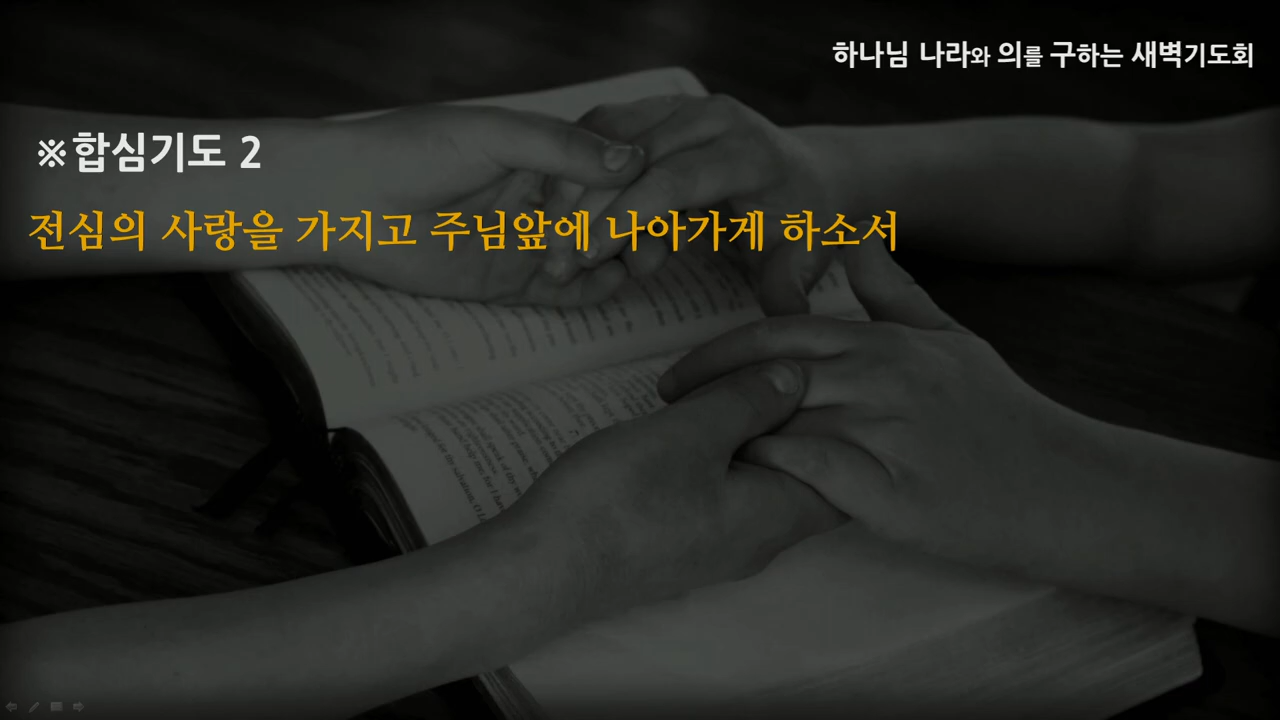 하나님 나라와 의를 구하는 새벽기도회
※합심기도 2
전심의 사랑을 가지고 주님앞에 나아가게 하소서